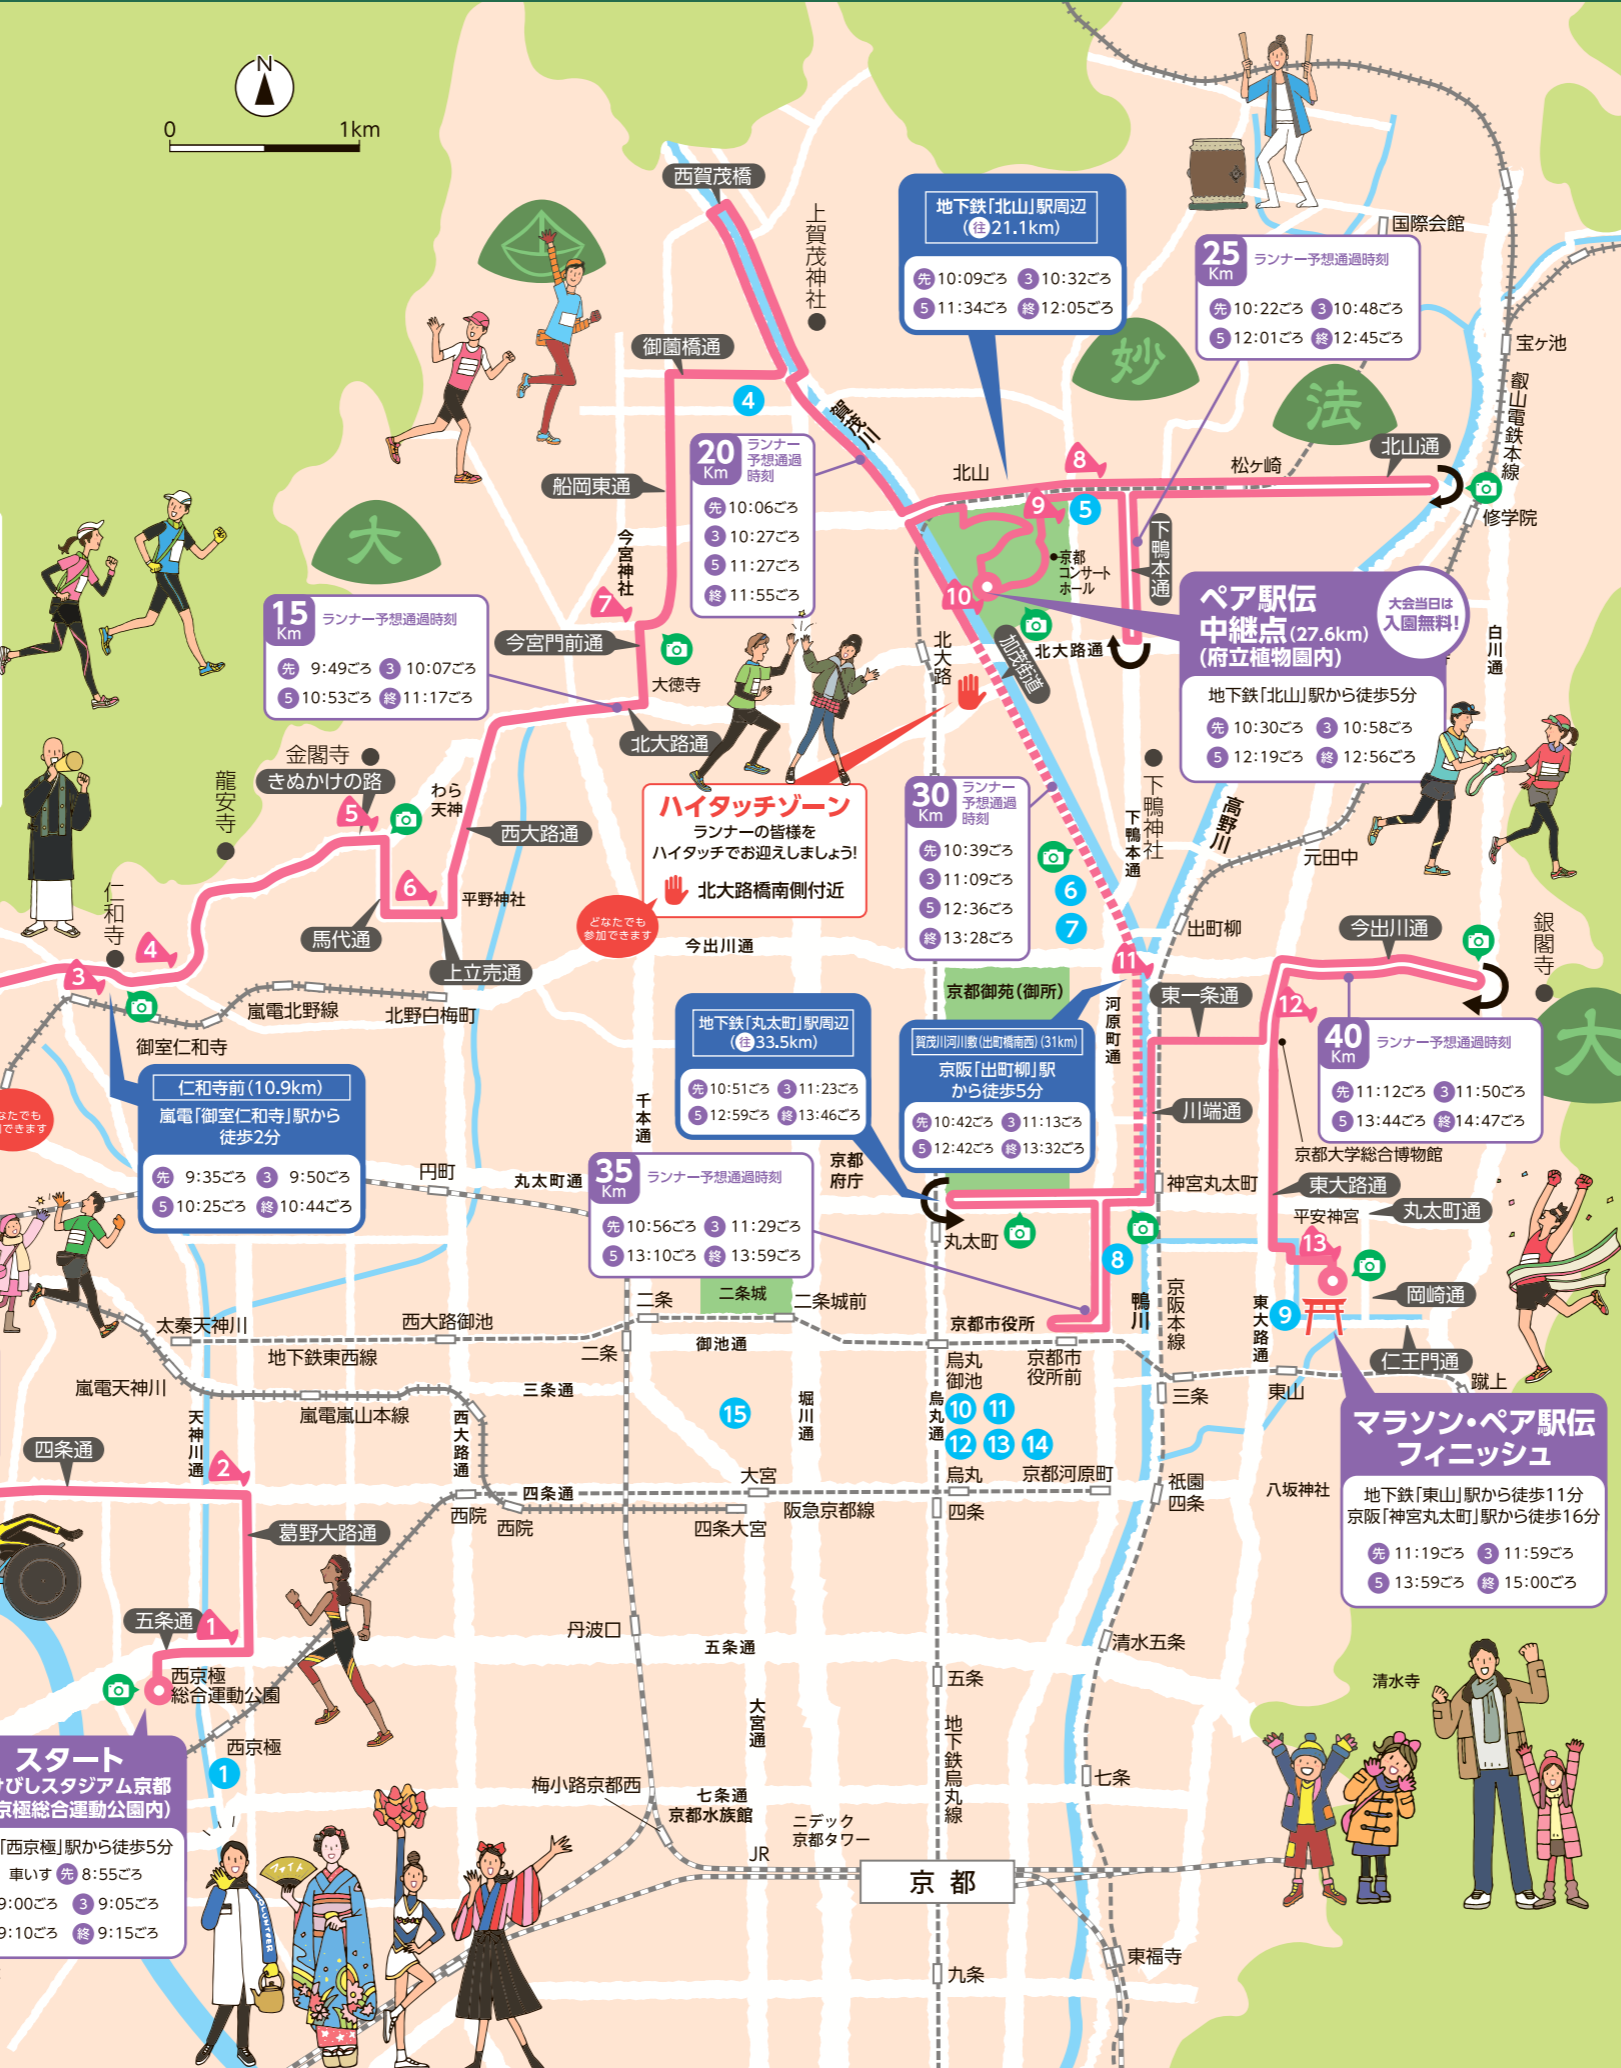 N
0 1km
西賀茂橋
上賀茂神社
地下鉄「北山」駅周辺
(往21.1km)
先 10:09ごろ 3 10:32ごろ
5 11:34ごろ 終 12:05ごろ
国際会館
25Km ランナー予想通過時刻
先 10:22ごろ 3 10:48ごろ
5 12:01ごろ 終 12:45ごろ
宝ヶ池
叡山電鉄本線
御薗橋通
4
妙
法
賀茂川
20Km ランナー
予想通過
時刻
先 10:06ごろ
3 10:27ごろ
5 11:27ごろ
終 11:55ごろ
北山
8
松ヶ崎
北山通
船岡東通
9
5
修学院
大
今宮神社
下鴨本通
京都
コンサート
ホール
7
10
ペア駅伝
中継点(27.6km)
(府立植物園内)
大会当日は
入園無料!
地下鉄「北山」駅から徒歩5分
先 10:30ごろ 3 10:58ごろ
5 12:19ごろ 終 12:56ごろ
15Km ランナー予想通過時刻
先 9:49ごろ 3 10:07ごろ
5 10:53ごろ 終 11:17ごろ
今宮門前通
大徳寺
北大路
加茂街道
北大路通
白川通
北大路通
金閣寺
きぬかけの路
龍安寺
5
わら
天神
西大路通
ハイタッチゾーン
ランナーの皆様を
ハイタッチでお迎えしましょう!
北大路橋南側付近
どなたでも
参加できます
30Km ランナー
予想通過
時刻
先 10:39ごろ
3 11:09ごろ
5 12:36ごろ
終 13:28ごろ
6
7
下鴨本通
下鴨神社
高野川
元田中
仁和寺
6
平野神社
馬代通
上立売通
4
3
今出川通
11
出町柳
今出川通
銀閣寺
嵐電北野線
北野白梅町
御室仁和寺
京都御苑(御所)
河原町通
東一条通
12
大
仁和寺前(10.9km)
嵐電「御室仁和寺」駅から
徒歩2分
先 9:35ごろ 3 9:50ごろ
5 10:25ごろ 終 10:44ごろ
なたでも
できます
地下鉄「丸太町」駅周辺
(往33.5km)
先 10:51ごろ 3 11:23ごろ
5 12:59ごろ 終 13:46ごろ
賀茂川河川敷(出町橋南西)(31km)
京阪「出町柳」駅
から徒歩5分
先 10:42ごろ 3 11:13ごろ
5 12:42ごろ 終 13:32ごろ
40Km ランナー予想通過時刻
先 11:12ごろ 3 11:50ごろ
5 13:44ごろ 終 14:47ごろ
川端通
京都大学総合博物館
千本通
円町
丸太町通
京都
府庁
35Km ランナー予想通過時刻
先 10:56ごろ 3 11:29ごろ
5 13:10ごろ 終 13:59ごろ
神宮丸太町
東大路通
丸太町通
平安神宮
丸太町
13
8
岡崎通
9
二条城
二条
二条城前
京都市役所
鴨川
京阪本線
東大路通
仁王門通
太秦天神川
西大路御池
地下鉄東西線
二条
御池通
烏丸
御池
京都市
役所前
三条
東山
蹴上
嵐電天神川
嵐電嵐山本線
三条通
天神川通
西大路通
15
堀川通
烏丸通
10 11
12 13 14
マラソン・ペア駅伝
フィニッシュ
地下鉄「東山」駅から徒歩11分
京阪「神宮丸太町」駅から徒歩16分
先 11:19ごろ 3 11:59ごろ
5 13:59ごろ 終 15:00ごろ
四条通
2
葛野大路通
四条通
大宮
烏丸
京都河原町
祇園
四条
八坂神社
西院
西院
四条大宮
阪急京都線
四条
五条通
1
西京極
総合運動公園
丹波口
五条通
清水五条
五条
清水寺
大宮通
地下鉄烏丸線
西京極
1
スタート
けびしスタジアム京都
京極総合運動公園内)
「西京極」駅から徒歩5分
車いす 先 8:55ごろ
9:00ごろ 3 9:05ごろ
9:10ごろ 終 9:15ごろ
梅小路京都西
七条通
京都水族館
ニデック
京都タワー
七条
JR
京都
東福寺
九条
ファイト
VOLUNTEER